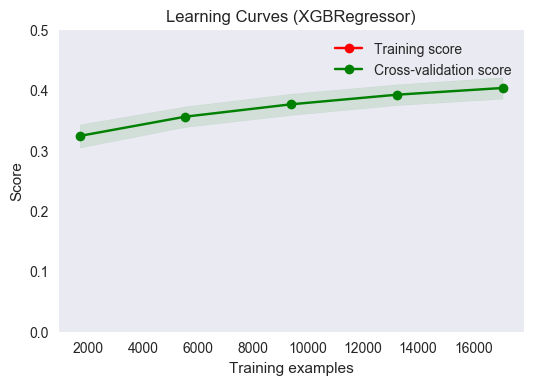 Learning Curves (XGBRegressor)
Training score
Cross-validation score
Score
0.5
0.4
0.3
0.2
0.1
0.0
2000 4000 6000 8000 10000 12000 14000 16000
Training examples